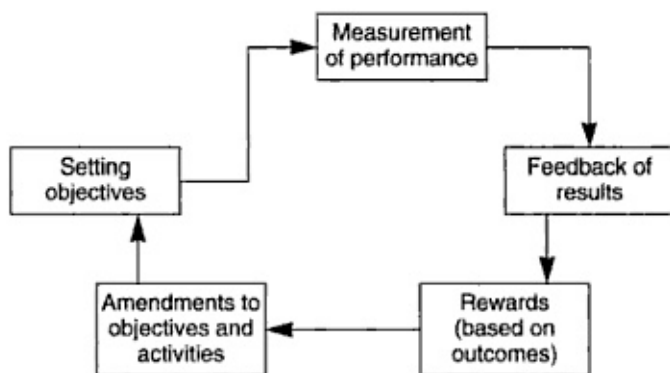 Measurement
of performance
Setting
objectives
Feedback of
results
Amendments to
objectives and
activities
Rewards
(based on
outcomes)